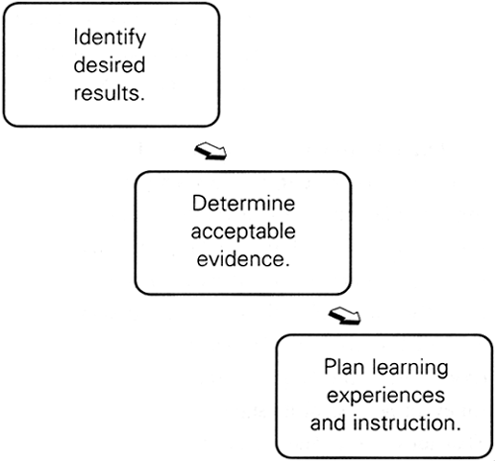 Identify
desired
results.
Determine
acceptable
evidence.
Plan learning
experiences
and instruction.